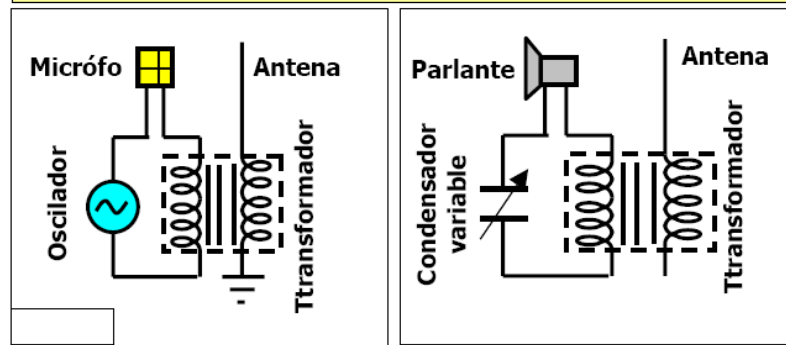 Micrófo
Antena
Oscilador
Ttransformador
Parlante
Antena
Condensador
variable
Ttransformador